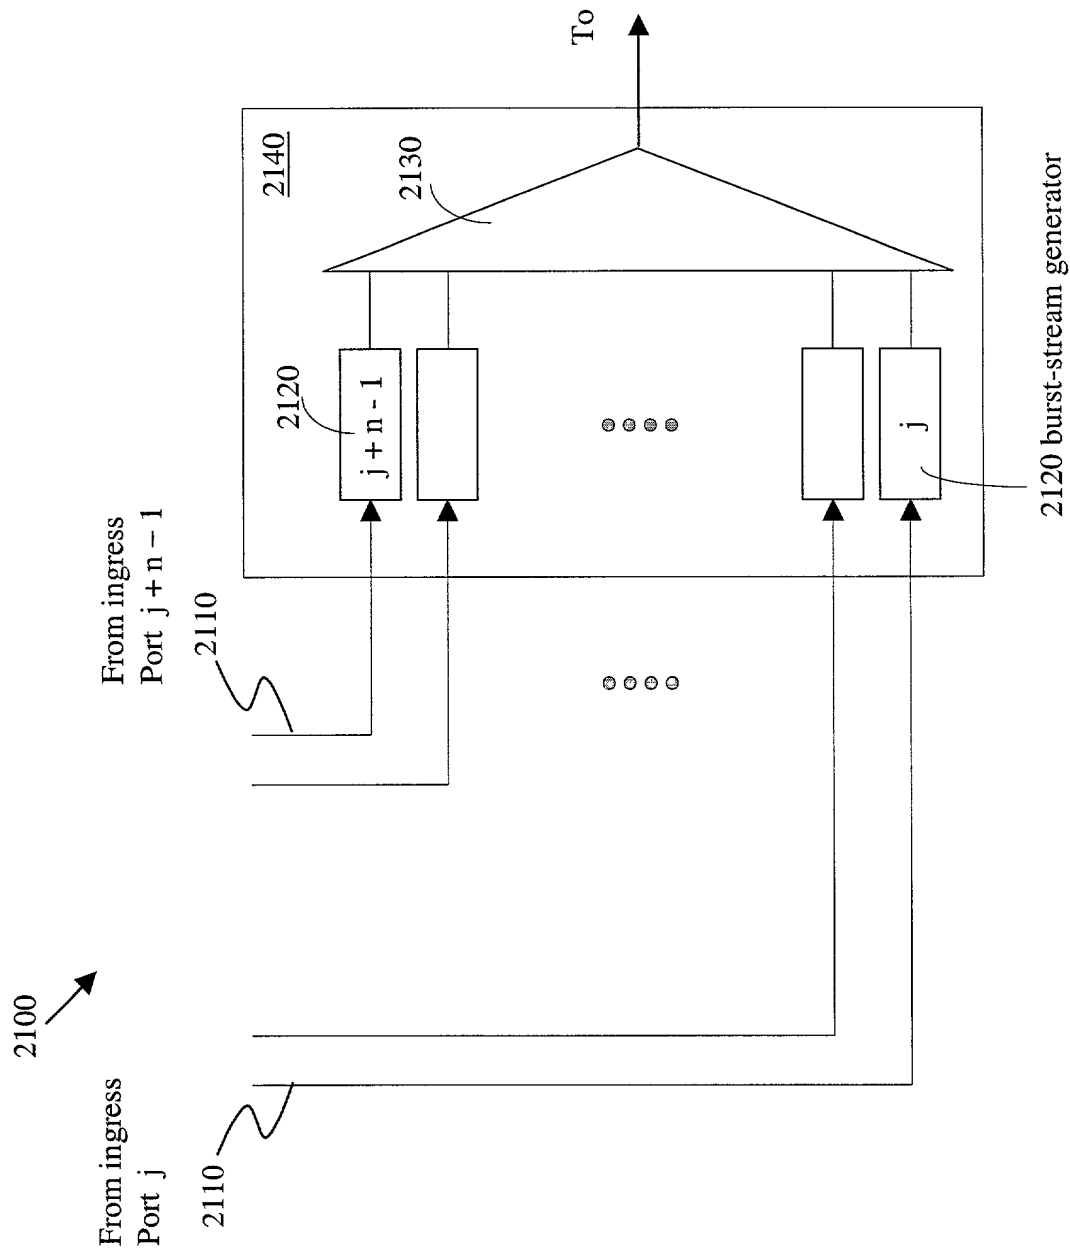 2100
From ingress
Port j
2110
From ingress
Port j + n – 1
2110
2120
j + n - 1
j
2120 burst-stream generator
2130
2140
To